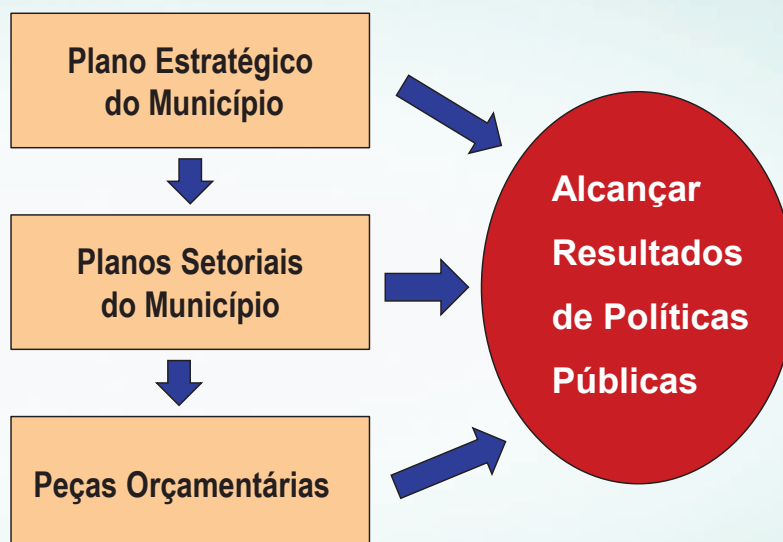 Plano Estratégico
do Município
Planos Setoriais
do Município
Peças Orçamentárias
Alcançar
Resultados
de Políticas
Públicas